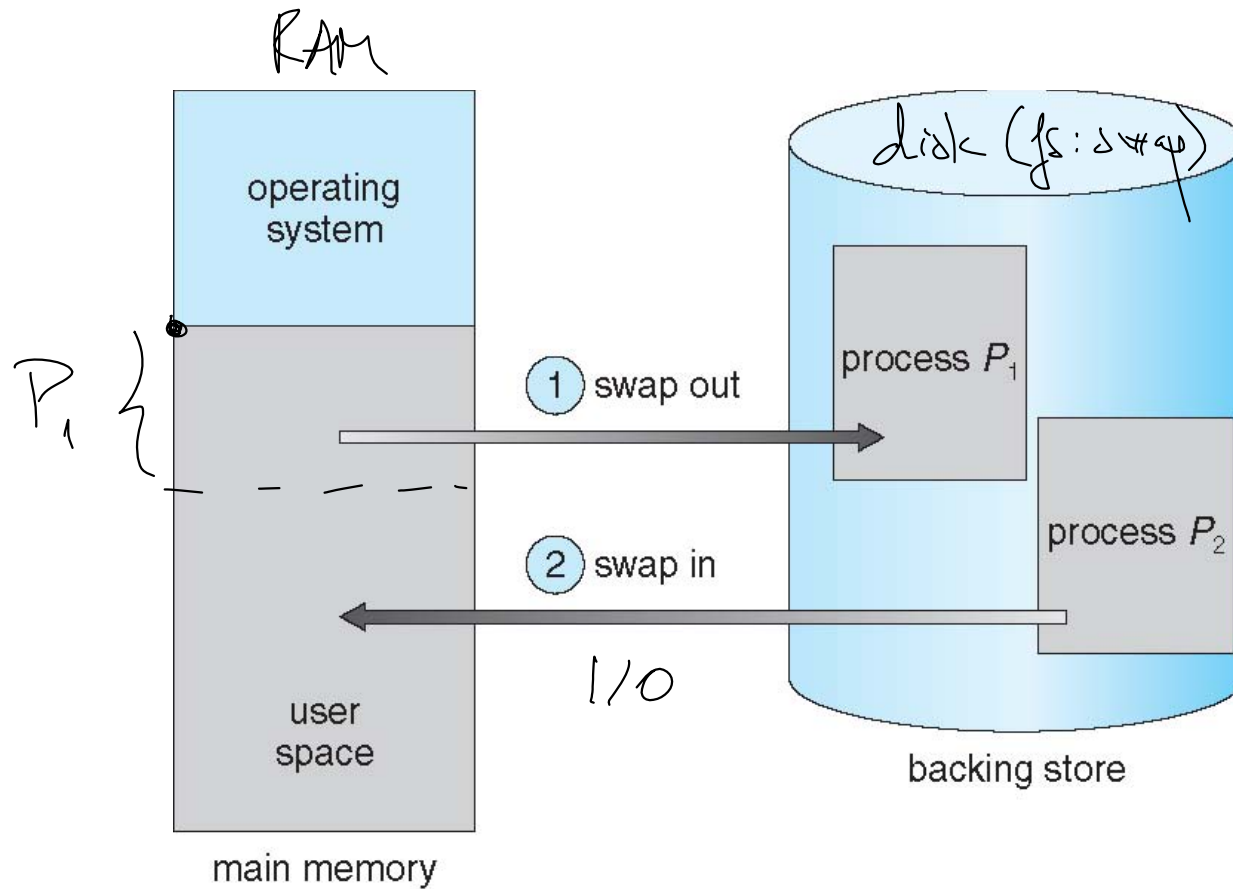 RAM
disk (fs: swap)
operating
system
P₁
process P₁
1 swap out
process P₂
2 swap in
I/O
user
space
backing store
main memory